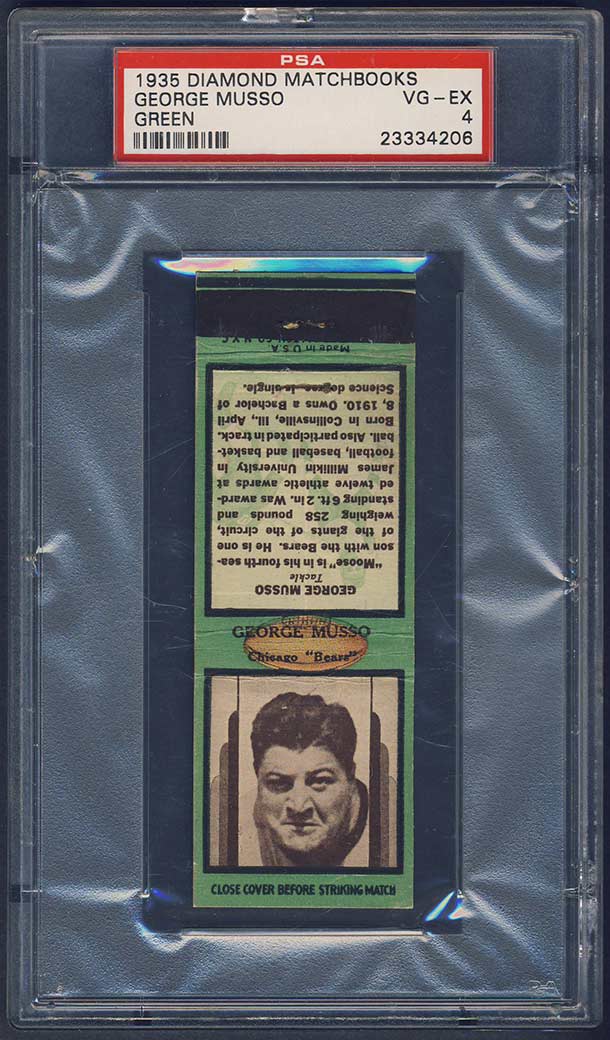 PSA
1935 DIAMOND MATCHBOOKS
GEORGE MUSSO VG-EX
GREEN 4
23334206
Made in U.S.A.
GEORGE MUSSO
Tackle
"Moose" is in his fourth sea-
son with the Bears. He is one
of the giants of the circuit,
weighing 258 pounds and
standing 6 ft. 2 in. Was award-
ed twelve athletic awards at
James Millikin University in
football, baseball and basket-
ball. Also participated in track.
Born in Collinsville, Ill., April
8, 1910. Owns a Bachelor of
Science degree. Is single.
GEORGE MUSSO
Chicago "Bears"
CLOSE COVER BEFORE STRIKING MATCH